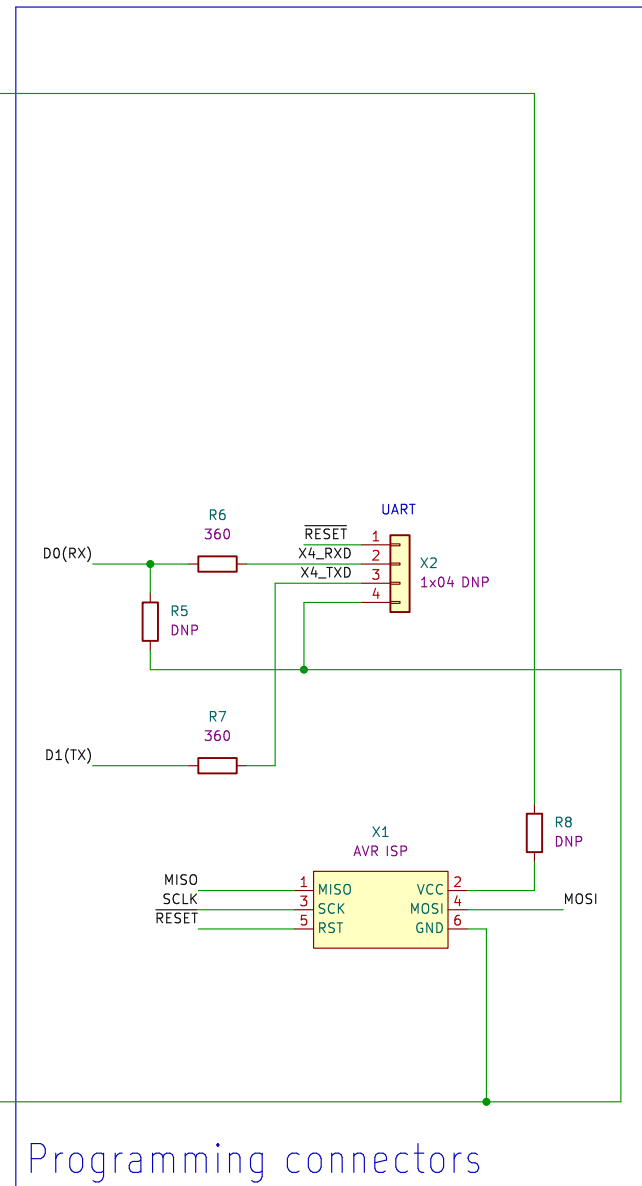 UART
R6
360
RESET
X4_RXD
X4_TXD
1
2
3
4
X2
1x04 DNP
D0(RX)
R5
DNP
R7
360
D1(TX)
R8
DNP
X1
AVR ISP
MISO 1 MISO VCC 2
SCLK 3 SCK MOSI 4 MOSI
RESET 5 RST GND 6
Programming connectors